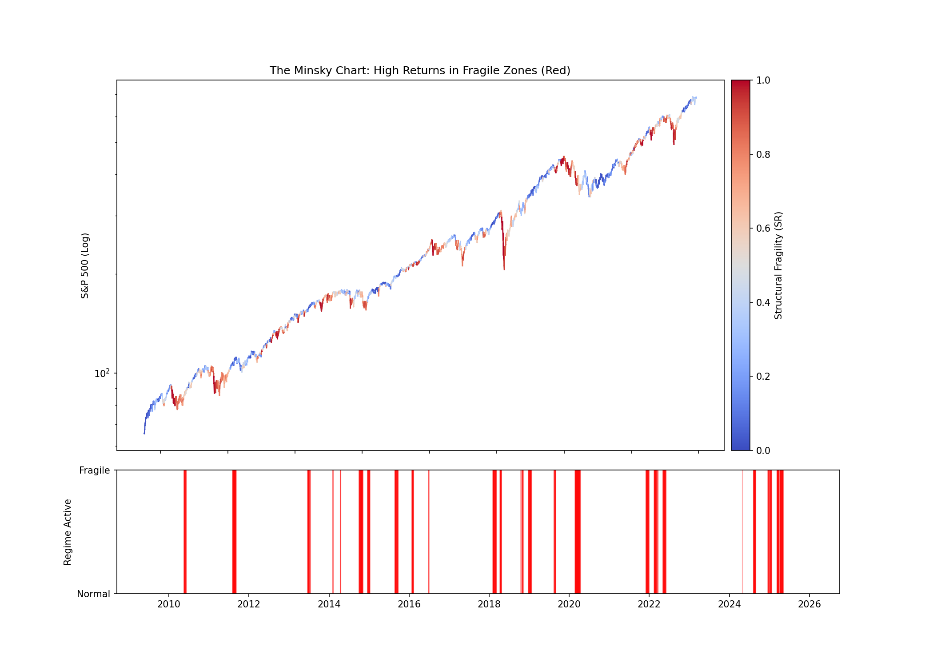 The Minsky Chart: High Returns in Fragile Zones (Red)
S&P 500 (Log)
10²
1.0
0.8
0.6
0.4
0.2
0.0
Structural Fragility (SR)
Fragile
Normal
Regime Active
2010 2012 2014 2016 2018 2020 2022 2024 2026